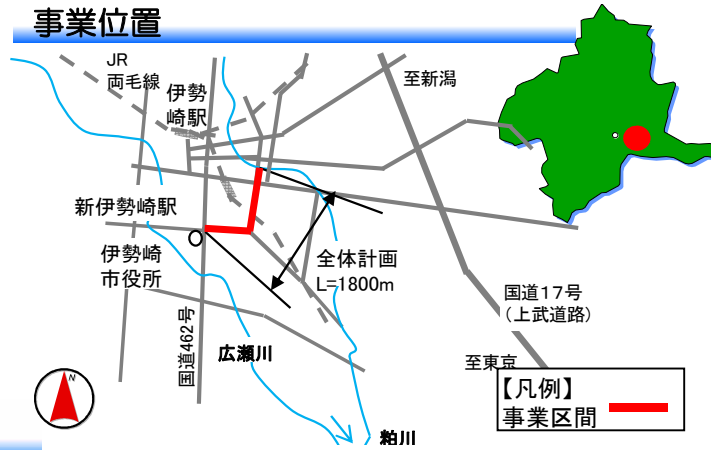 事業位置
JR
両毛線
伊勢
崎駅
至新潟
新伊勢崎駅
伊勢崎
市役所
全体計画
L=1800m
国道17号
（上武道路）
国道462号
広瀬川
至東京
【凡例】
事業区間
N
粕川